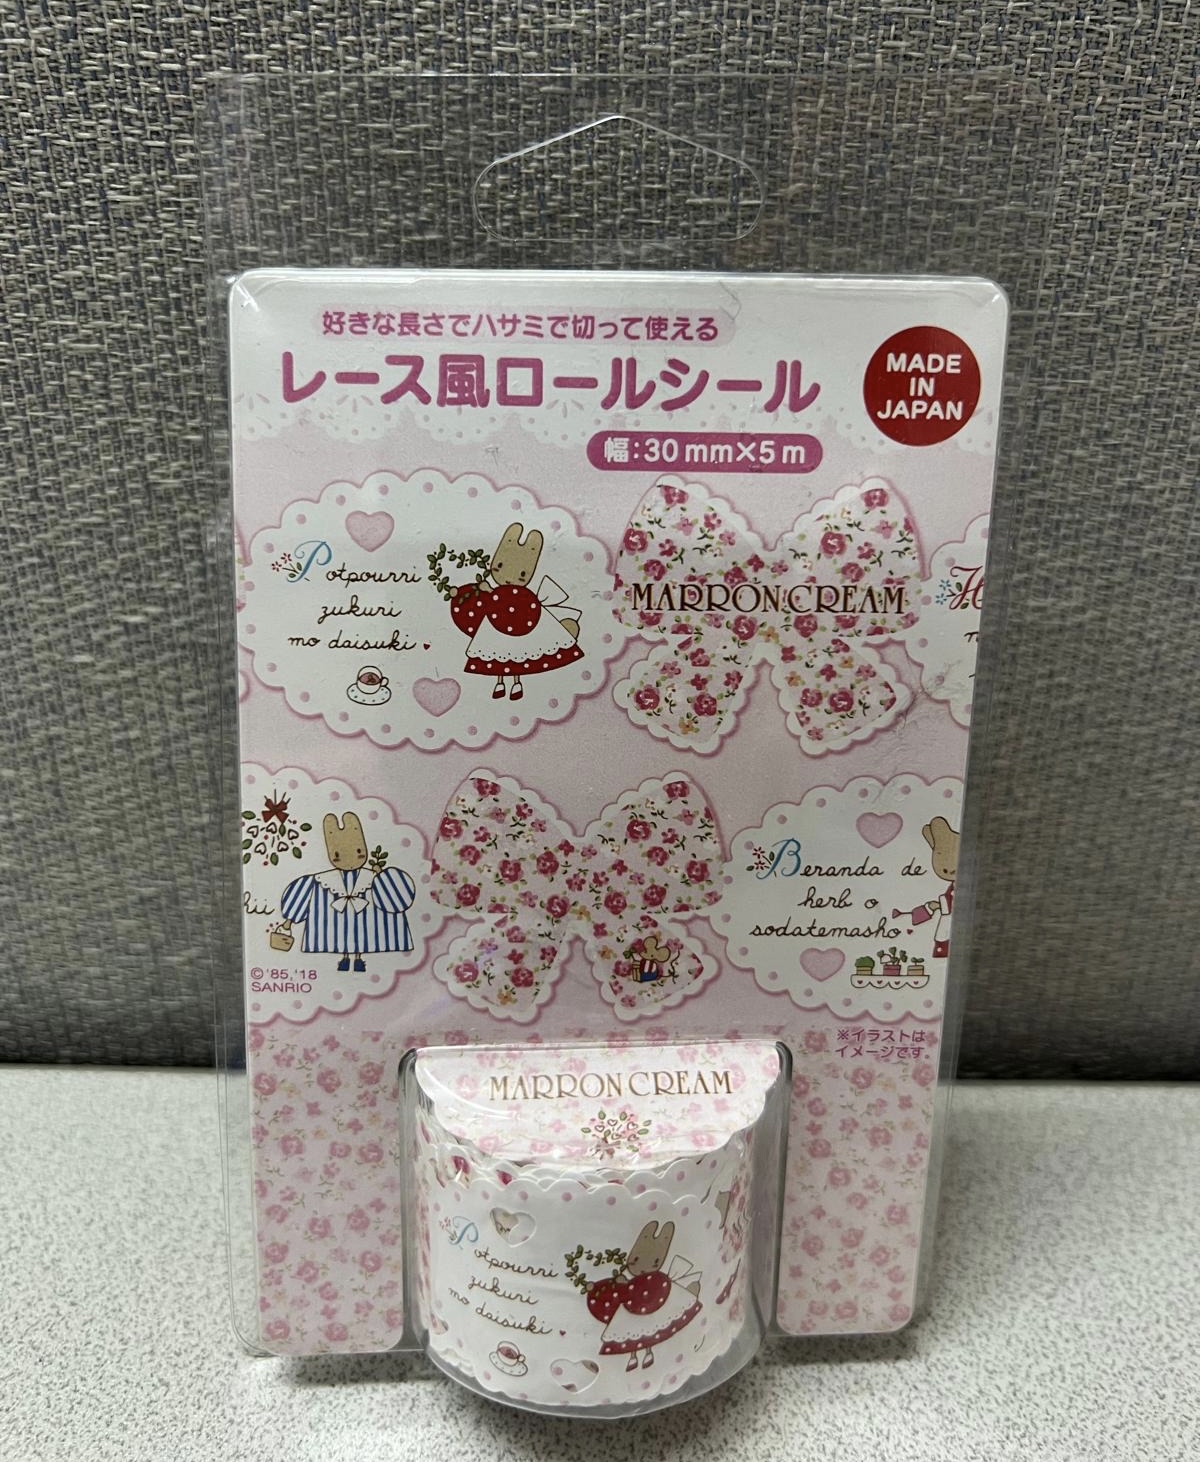 好きな長さでハサミで切って使える
レース風ロールシール
MADE
IN
JAPAN
幅:30mm×5m
Potpourri
zukuri
mo daisuki
MARRON CREAM
Beranda de
herb o
sodatemasho
©'85,'18
SANRIO
※イラストは
イメージです。
MARRON CREAM
Potpourri
zukuri
mo daisuki